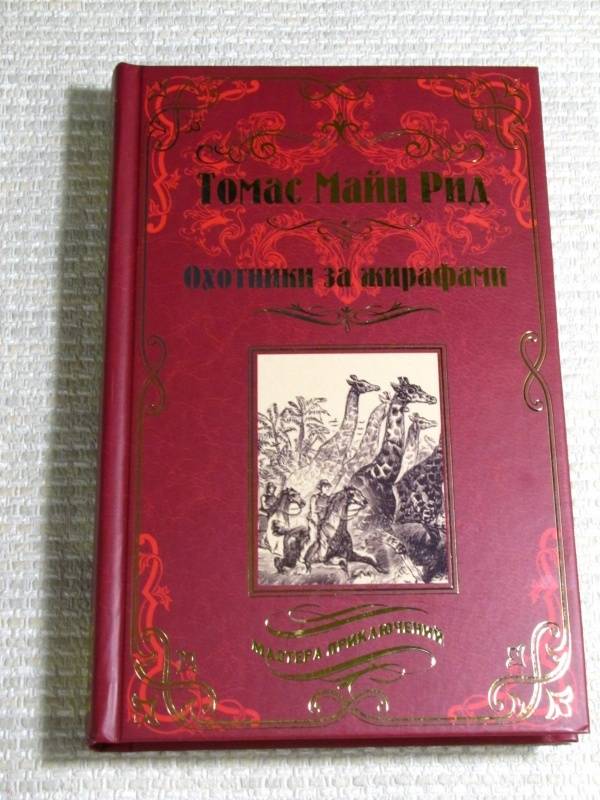 Томас Майн Рид
Охотники за жирафами
МАСТЕРА ПРИКЛЮЧЕНИЙ